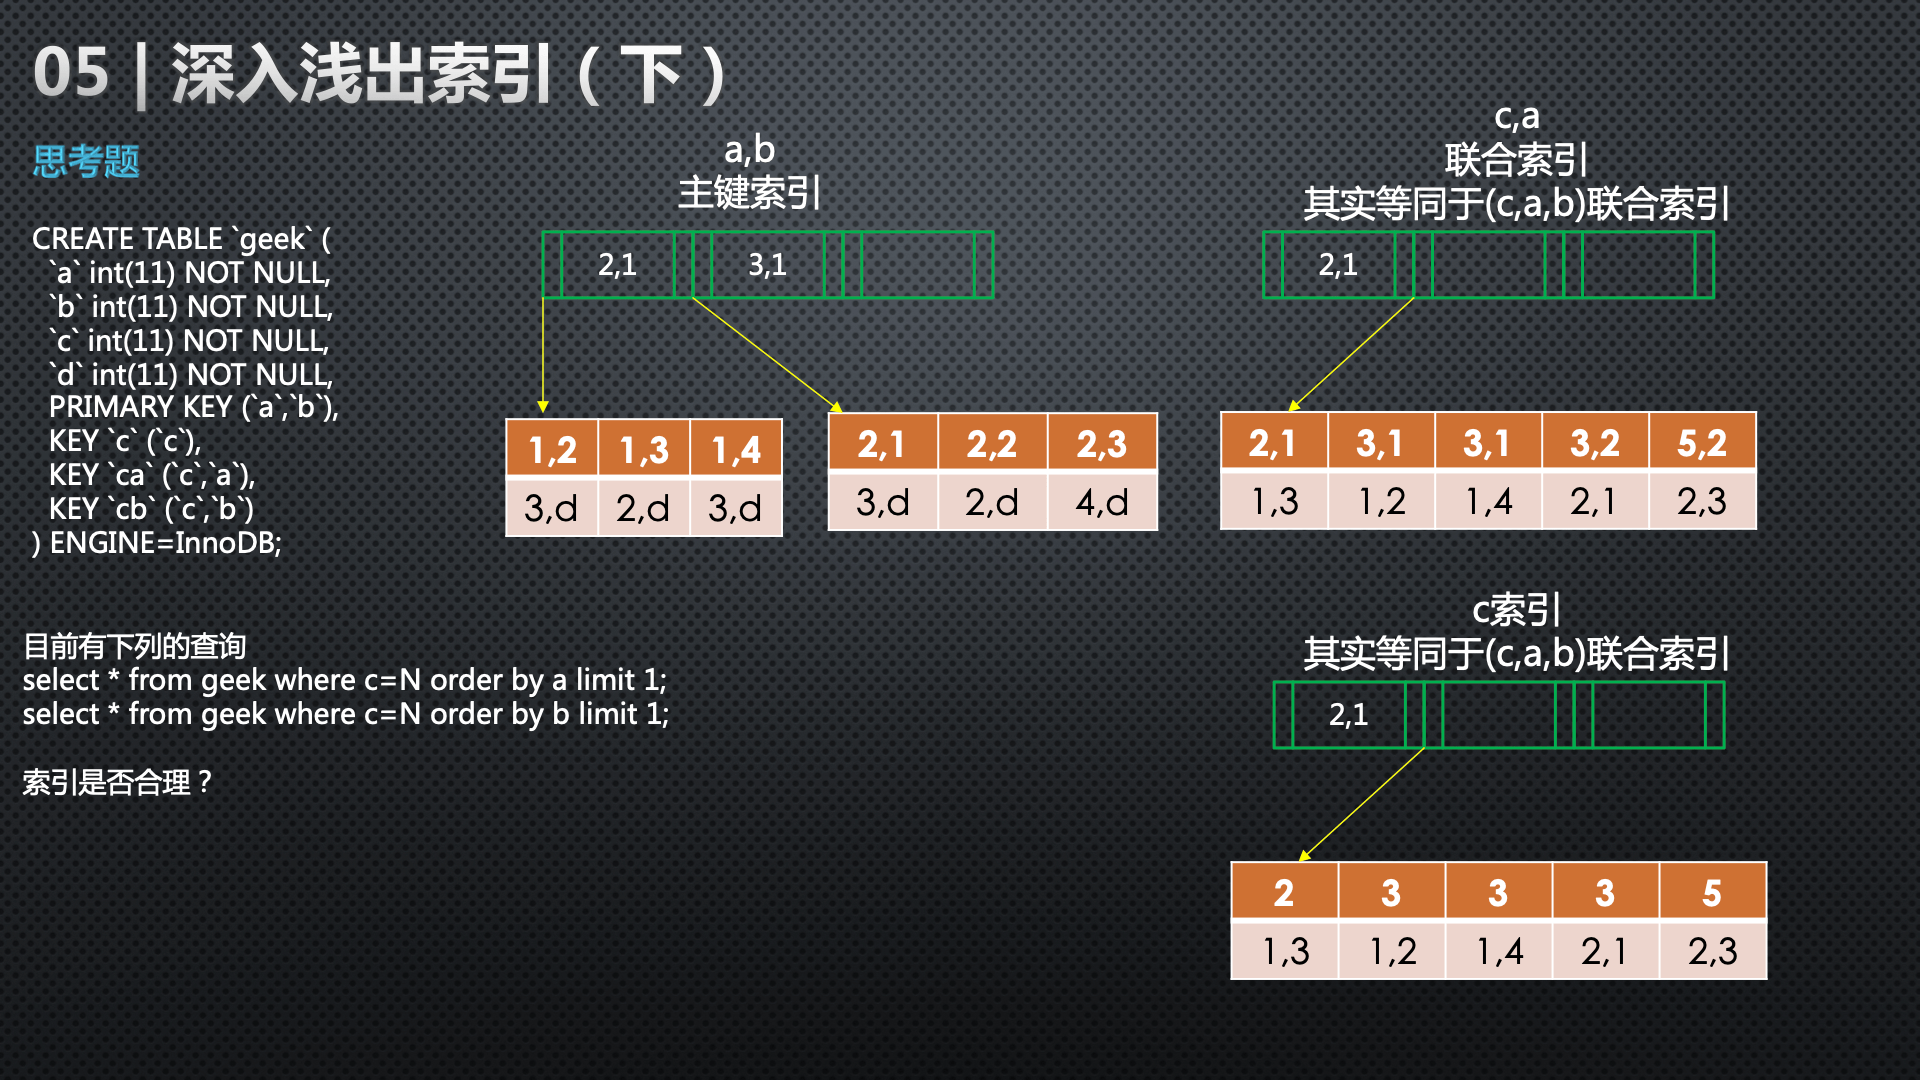 05 | 深入浅出索引（下）
思考题
CREATE TABLE `geek` (
`a` int(11) NOT NULL,
`b` int(11) NOT NULL,
`c` int(11) NOT NULL,
`d` int(11) NOT NULL,
PRIMARY KEY (`a`,`b`),
KEY `c` (`c`),
KEY `ca` (`c`,`a`),
KEY `cb` (`c`,`b`)
) ENGINE=InnoDB;
目前有下列的查询
select * from geek where c=N order by a limit 1;
select * from geek where c=N order by b limit 1;
索引是否合理？
a,b
主键索引
2,1 3,1
1,2 1,3 1,4
3,d 2,d 3,d
2,1 2,2 2,3
3,d 2,d 4,d
c,a
联合索引
其实等同于(c,a,b)联合索引
2,1
2,1 3,1 3,1 3,2 5,2
1,3 1,2 1,4 2,1 2,3
c索引
其实等同于(c,a,b)联合索引
2,1
2 3 3 3 5
1,3 1,2 1,4 2,1 2,3